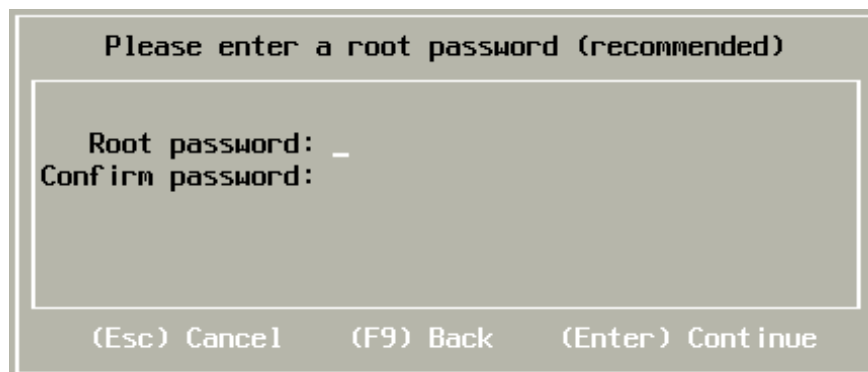 Please enter a root password (recommended)
Root password: _
Confirm password:
(Esc) Cancel (F9) Back (Enter) Continue